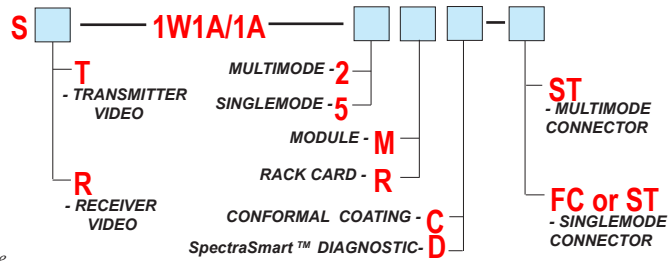 S 1W1A/1A
T
- TRANSMITTER
VIDEO
R
- RECEIVER
VIDEO
MULTIMODE - 2
SINGLEMODE - 5
MODULE - M
RACK CARD - R
CONFORMAL COATING - C
SpectraSmart ™ DIAGNOSTIC- D
ST
- MULTIMODE
CONNECTOR
FC or ST
- SINGLEMODE
CONNECTOR